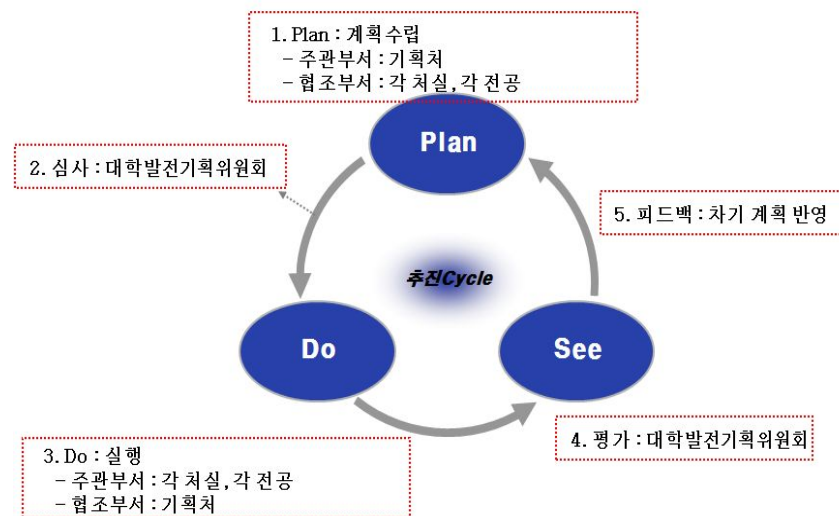 1. Plan : 계획수립
- 주관부서 : 기획처
- 협조부서 : 각 처실, 각 전공
Plan
2. 심사 : 대학발전기획위원회
5. 피드백 : 차기 계획 반영
추진Cycle
Do
See
4. 평가 : 대학발전기획위원회
3. Do : 실행
- 주관부서 : 각 처실, 각 전공
- 협조부서 : 기획처